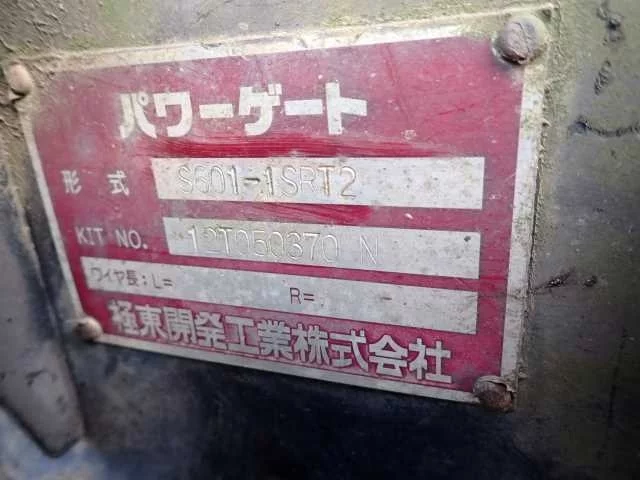 パワーゲート
形式 S601-1SRT2
KIT NO. 12T050370 N
ワイヤ長:L= R=
極東開発工業株式会社